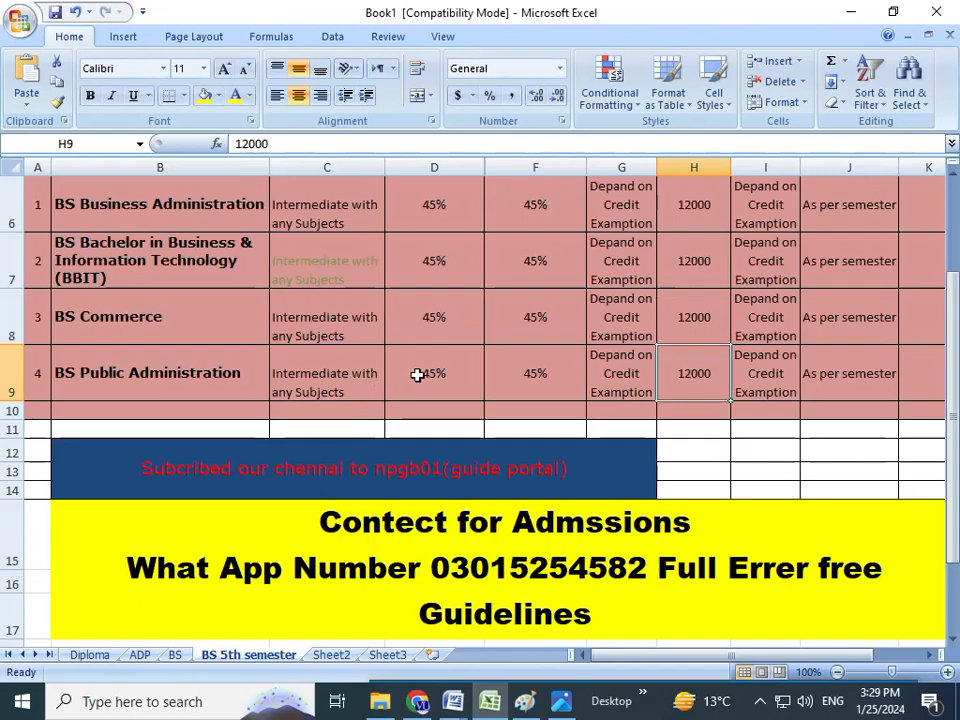 Book1 [Compatibility Mode] - Microsoft Excel
Home Insert Page Layout Formulas Data Review View
Paste
Calibri 11
General
Conditional Formatting
Format as Table
Cell Styles
Insert
Delete
Format
Sort & Filter
Find & Select
Clipboard Font Alignment Number Styles Cells Editing
H9 fx 12000
A B C D F G H I J K
6 1 BS Business Administration Intermediate with any Subjects 45% 45% Depand on Credit Examption 12000 Depand on Credit Examption As per semester
7 2 BS Bachelor in Business & Information Technology (BBIT) Intermediate with any Subjects 45% 45% Depand on Credit Examption 12000 Depand on Credit Examption As per semester
8 3 BS Commerce Intermediate with any Subjects 45% 45% Depand on Credit Examption 12000 Depand on Credit Examption As per semester
9 4 BS Public Administration Intermediate with any Subjects 45% 45% Depand on Credit Examption 12000 Depand on Credit Examption As per semester
10
11
12
13 Subcribed our chennal to npgb01(guide portal)
14
Contect for Admssions
15
What App Number 03015254582 Full Errer free
16
Guidelines
17
Diploma ADP BS BS 5th semester Sheet2 Sheet3
Ready 100%
Type here to search Desktop 13°C ENG 3:29 PM
1/25/2024